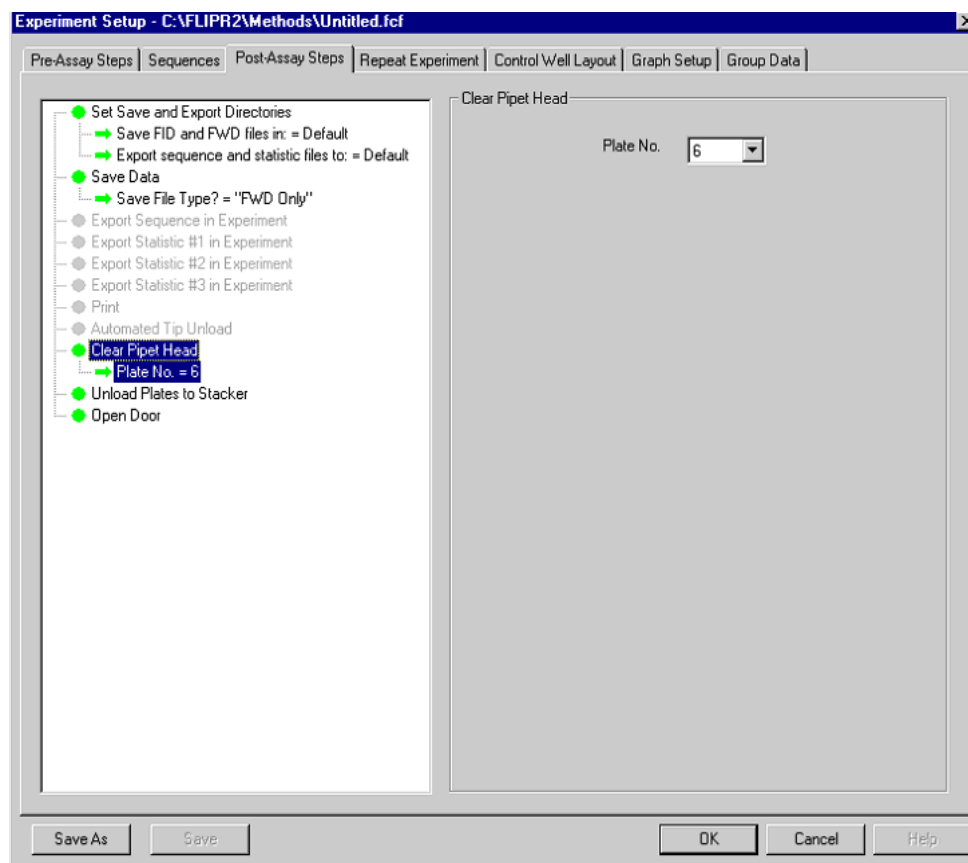 Experiment Setup - C:\FLIPR2\Methods\Untitled.fcf
Pre-Assay Steps Sequences Post-Assay Steps Repeat Experiment Control Well Layout Graph Setup Group Data
Set Save and Export Directories
Save FID and FWD files in: = Default
Export sequence and statistic files to: = Default
Save Data
Save File Type? = "FWD Only"
Export Sequence in Experiment
Export Statistic #1 in Experiment
Export Statistic #2 in Experiment
Export Statistic #3 in Experiment
Print
Automated Tip Unload
Clear Pipet Head
Plate No. = 6
Unload Plates to Stacker
Open Door
Clear Pipet Head
Plate No. 6
Save As Save OK Cancel Help